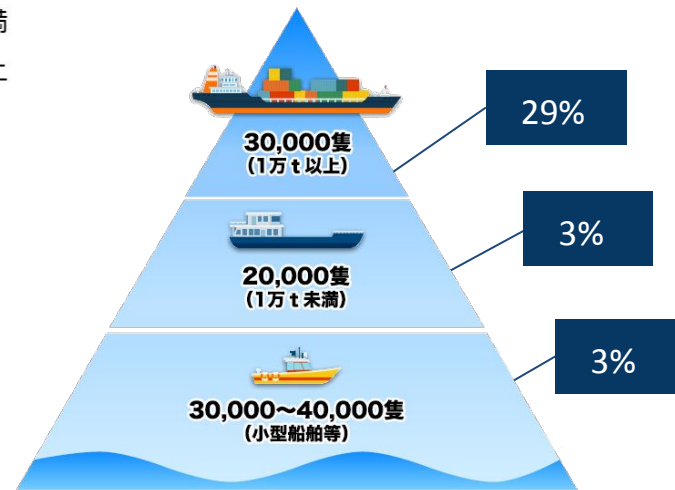 満
30,000隻
(1万t以上)
29%
20,000隻
(1万t未満)
3%
30,000～40,000隻
(小型船舶等)
3%